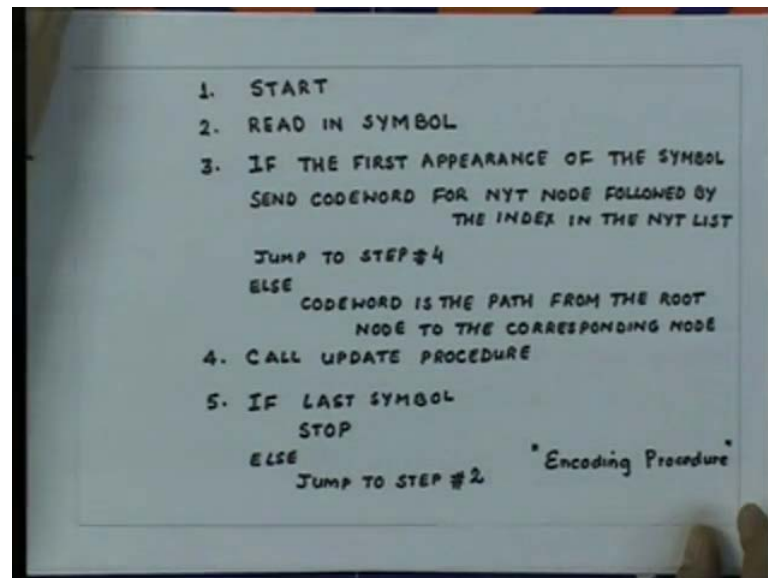 1. START
2. READ IN SYMBOL
3. IF THE FIRST APPEARANCE OF THE SYMBOL
SEND CODEWORD FOR NYT NODE FOLLOWED BY
THE INDEX IN THE NYT LIST
JUMP TO STEP #4
ELSE
CODEWORD IS THE PATH FROM THE ROOT
NODE TO THE CORRESPONDING NODE
4. CALL UPDATE PROCEDURE
5. IF LAST SYMBOL
STOP
ELSE
JUMP TO STEP #2
"Encoding Procedure"